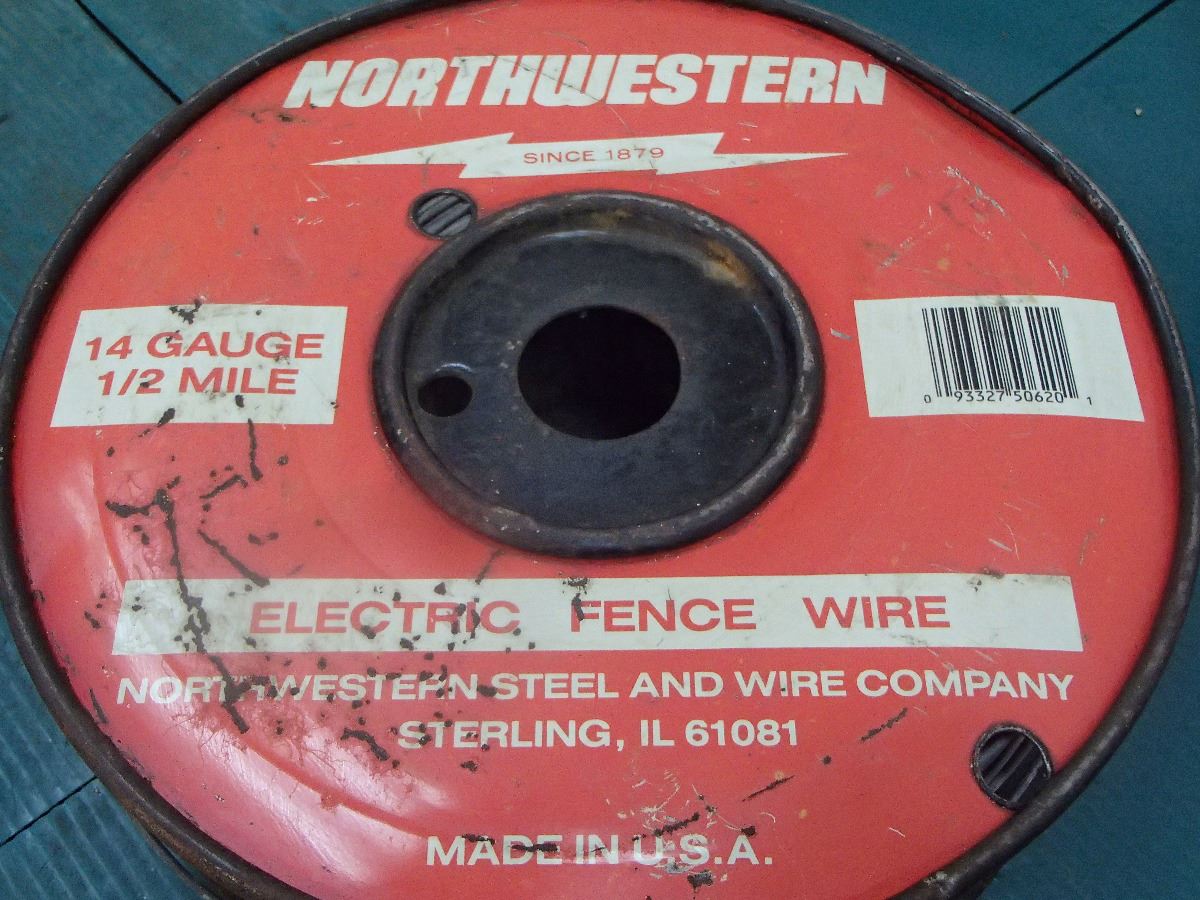 NORTHWESTERN
SINCE 1879
14 GAUGE
1/2 MILE
0 93327 50620 1
ELECTRIC FENCE WIRE
NORTHWESTERN STEEL AND WIRE COMPANY
STERLING, IL 61081
MADE IN U.S.A.